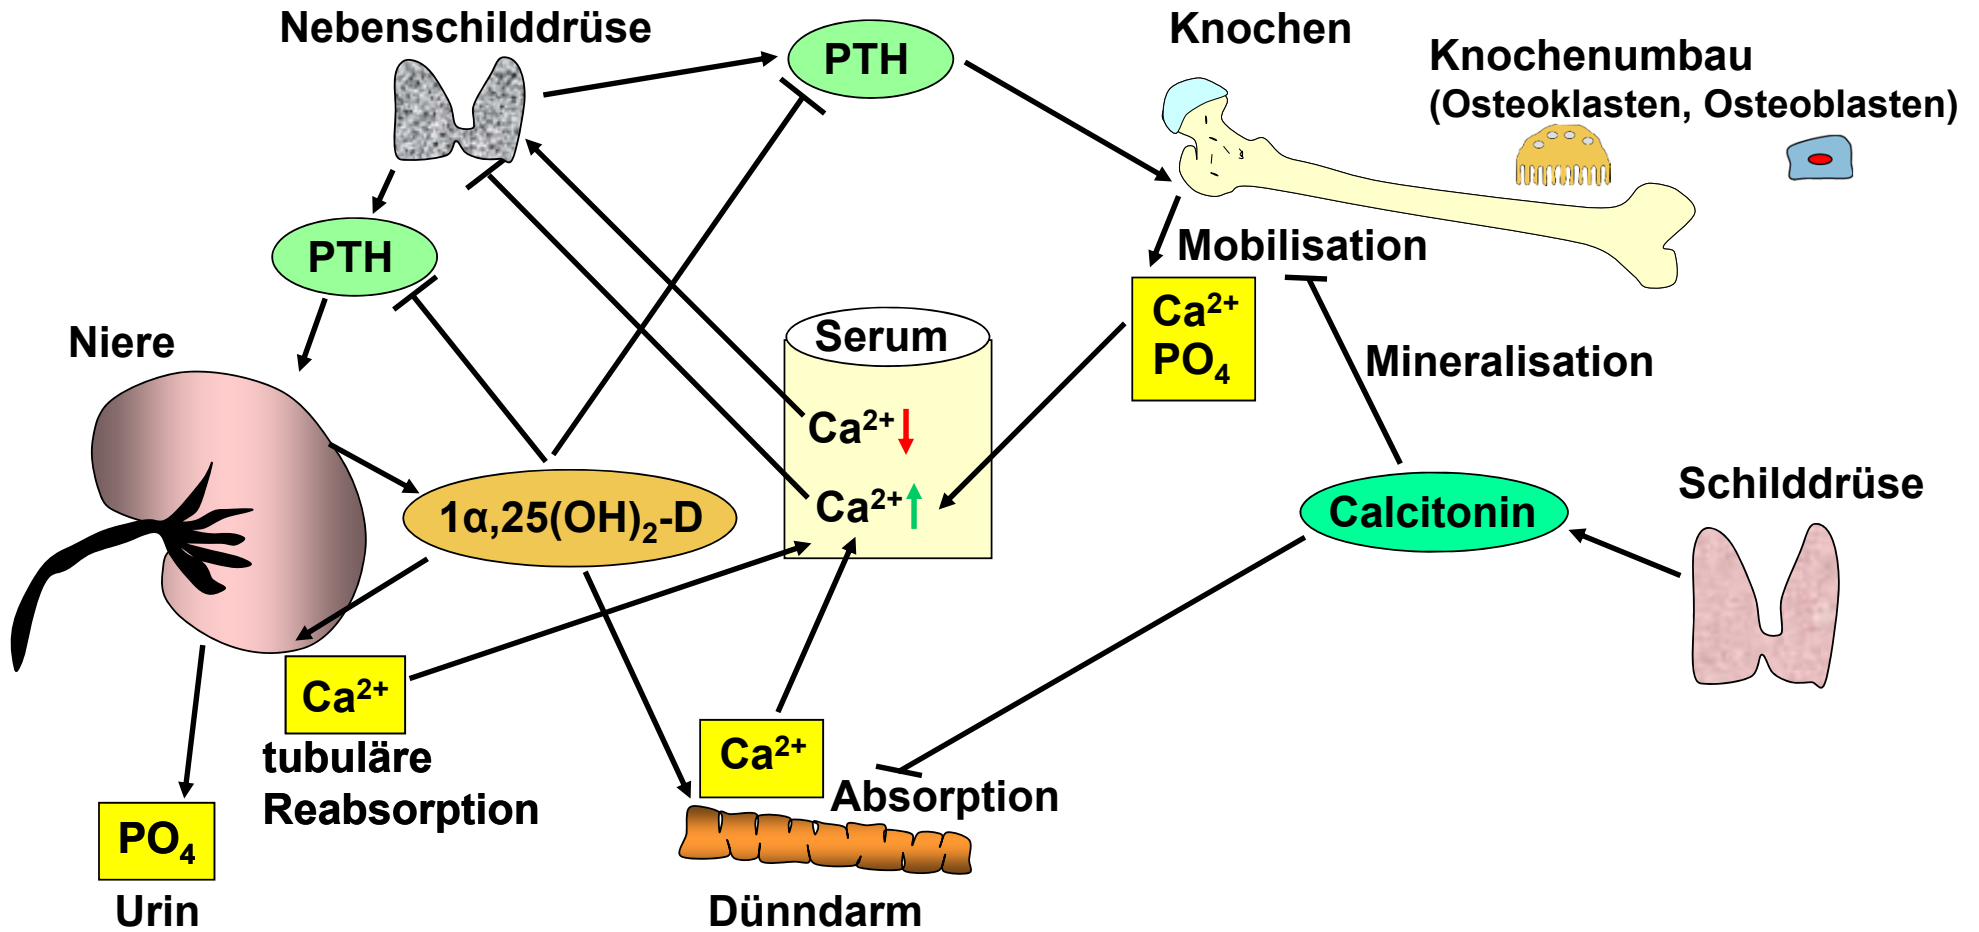 Nebenschilddrüse
PTH
Knochen
Knochenumbau
(Osteoklasten, Osteoblasten)
PTH
Mobilisation
Ca²⁺
PO₄
Niere
Serum
Mineralisation
Ca²⁺
Ca²⁺
1α,25(OH)₂-D
Calcitonin
Schilddrüse
Ca²⁺
tubuläre
Reabsorption
Ca²⁺
Absorption
PO₄
Urin
Dünndarm